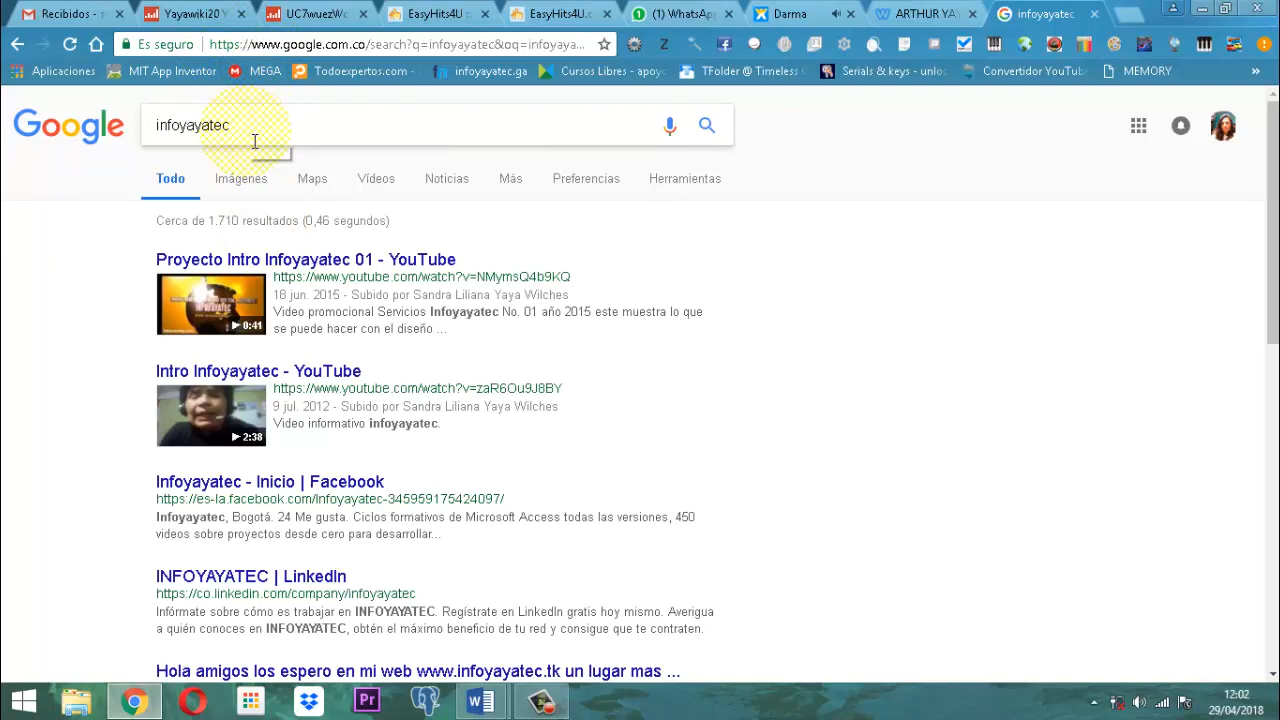 Recibidos - s
Yayawiki20 Y
UC7wuezWo
EasyHits4U c
EasyHits4U.c
(1) WhatsAp
Darma
ARTHUR YAY
infoyayatec
Es seguro
https://www.google.com.co/search?q=infoyayatec&oq=infoyaya...
Aplicaciones
MIT App Inventor
MEGA
Todoexpertos.com -
infoyayatec.ga
Cursos Libres - apoyo
TFolder @ Timeless C
Serials & keys - unloc
Convertidor YouTub
MEMORY
»
Google
infoyayatec
Todo
Imágenes
Maps
Vídeos
Noticias
Más
Preferencias
Herramientas
Cerca de 1.710 resultados (0,46 segundos)
Proyecto Intro Infoyayatec 01 - YouTube
https://www.youtube.com/watch?v=NMymsQ4b9KQ
18 jun. 2015 - Subido por Sandra Liliana Yaya Wilches
Video promocional Servicios Infoyayatec No. 01 año 2015 este muestra lo que
se puede hacer con el diseño ...
0:41
Intro Infoyayatec - YouTube
https://www.youtube.com/watch?v=zaR6Ou9J8BY
9 jul. 2012 - Subido por Sandra Liliana Yaya Wilches
Video informativo infoyayatec.
2:38
Infoyayatec - Inicio | Facebook
https://es-la.facebook.com/Infoyayatec-345959175424097/
Infoyayatec, Bogotá. 24 Me gusta. Ciclos formativos de Microsoft Access todas las versiones, 450
videos sobre proyectos desde cero para desarrollar...
INFOYAYATEC | LinkedIn
https://co.linkedin.com/company/infoyayatec
Infórmate sobre cómo es trabajar en INFOYAYATEC. Regístrate en LinkedIn gratis hoy mismo. Averigua
a quién conoces en INFOYAYATEC, obtén el máximo beneficio de tu red y consigue que te contraten.
Hola amigos los espero en mi web www.infoyayatec.tk un lugar mas ...
Pr
12:02
29/04/2018